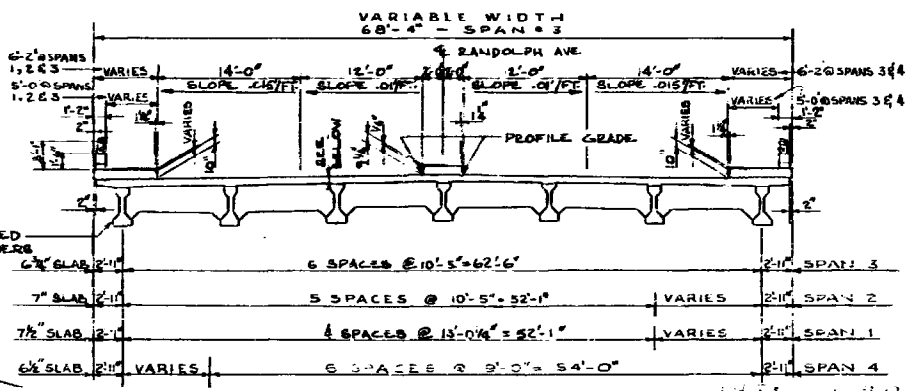 VARIABLE WIDTH
68'-4" - SPAN #3
℄ RANDOLPH AVE
6'-2" @ SPANS
1, 2 & 3
VARIES
14'-0"
12'-0"
2'-0"
14'-0"
VARIES
6'-2 @ SPANS 3 & 4
SLOPE .015/FT.
SLOPE .01/FT.
SLOPE .01/FT.
SLOPE .015/FT.
5'-0 @ SPANS
1, 2 & 3
VARIES
VARIES
5'-0 @ SPANS 3 & 4
1'-2"
2"
VARIES
10"
SEE
BELOW
PROFILE GRADE
VARIES
10"
2"
2"
6 3/4" SLAB
2'-11"
6 SPACES @ 10'-5" = 62'-6"
2'-11"
SPAN 3
7" SLAB
2'-11"
5 SPACES @ 10'-5" = 52'-1"
VARIES
2'-11"
SPAN 2
7 1/2" SLAB
4 SPACES @ 13'-0 1/4" = 52'-1"
VARIES
2'-11"
SPAN 1
6 1/2" SLAB
2'-11"
VARIES
6 SPACES @ 9'-0" = 54'-0"
2'-11"
SPAN 4